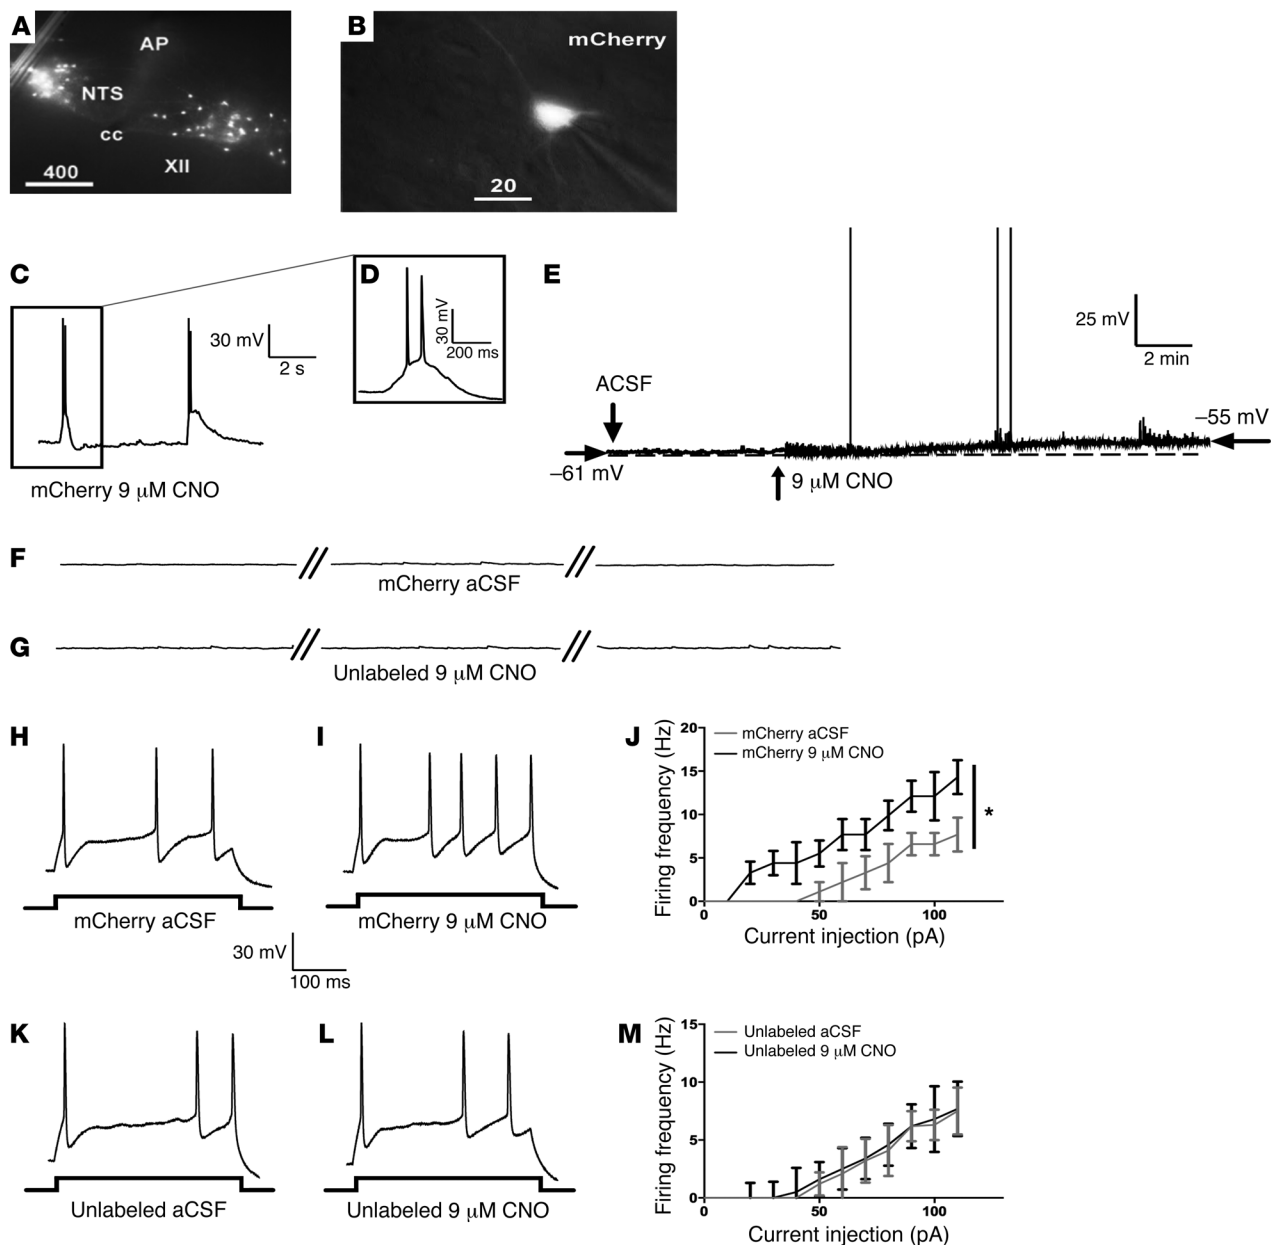 A
AP
NTS
cc
XII
400
B
mCherry
20
C
30 mV
2 s
mCherry 9 μM CNO
D
30 mV
200 ms
E
25 mV
2 min
ACSF
–55 mV
–61 mV
9 μM CNO
F
mCherry aCSF
G
Unlabeled 9 μM CNO
H
mCherry aCSF
I
mCherry 9 μM CNO
30 mV
100 ms
J
Firing frequency (Hz)
20
15
10
5
0
mCherry aCSF
mCherry 9 μM CNO
*
0
50
100
Current injection (pA)
K
Unlabeled aCSF
L
Unlabeled 9 μM CNO
M
Firing frequency (Hz)
15
10
5
0
Unlabeled aCSF
Unlabeled 9 μM CNO
0
50
100
Current injection (pA)